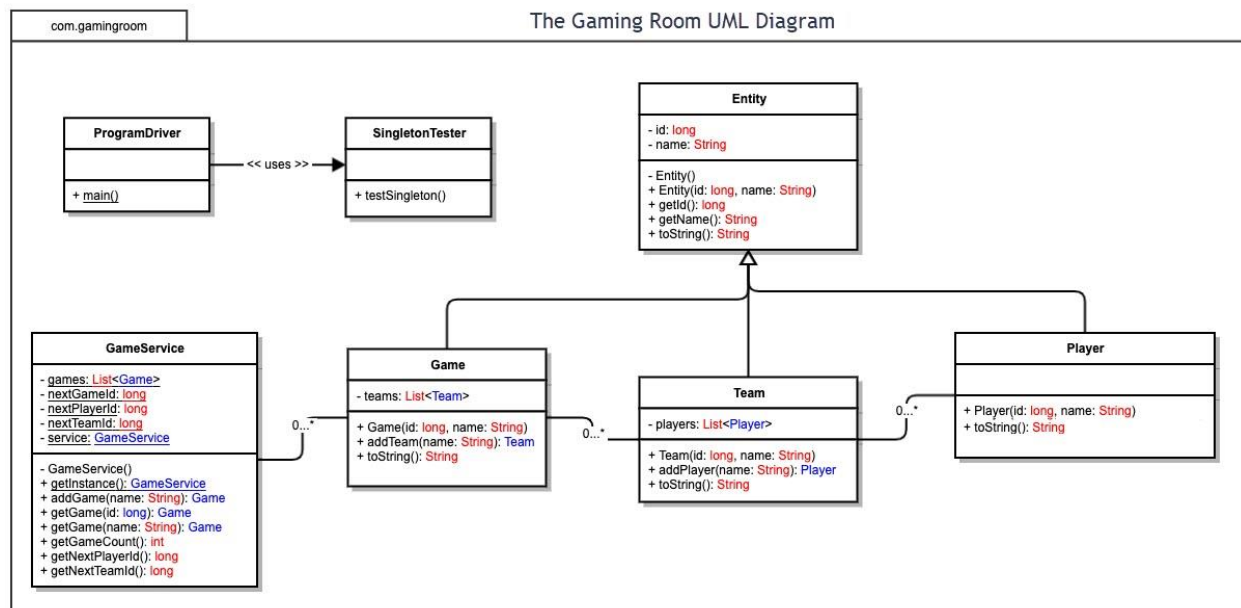 com.gamingroom
The Gaming Room UML Diagram
ProgramDriver
+ main()
<< uses >>
SingletonTester
+ testSingleton()
Entity
- id: long
- name: String
- Entity()
+ Entity(id: long, name: String)
+ getId(): long
+ getName(): String
+ toString(): String
GameService
- games: List<Game>
- nextGameId: long
- nextPlayerId: long
- nextTeamId: long
- service: GameService
- GameService()
+ getInstance(): GameService
+ addGame(name: String): Game
+ getGame(id: long): Game
+ getGame(name: String): Game
+ getGameCount(): int
+ getNextPlayerId(): long
+ getNextTeamId(): long
0...*
Game
- teams: List<Team>
+ Game(id: long, name: String)
+ addTeam(name: String): Team
+ toString(): String
0...*
Team
- players: List<Player>
+ Team(id: long, name: String)
+ addPlayer(name: String): Player
+ toString(): String
0...*
Player
+ Player(id: long, name: String)
+ toString(): String